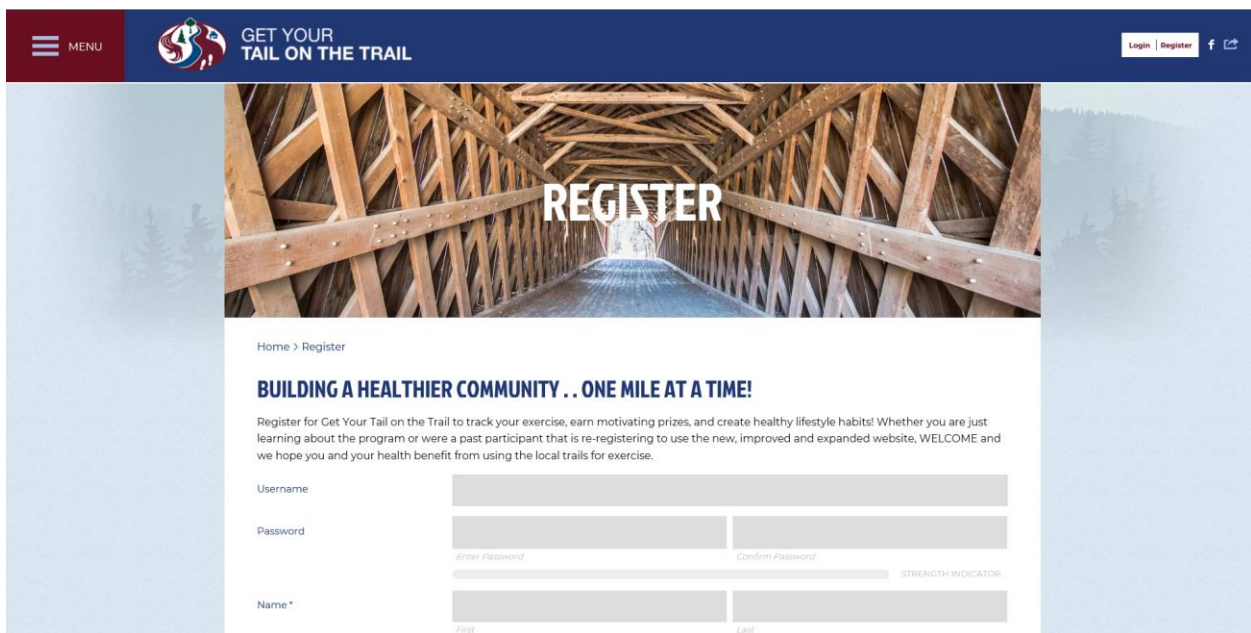 MENU
GET YOUR
TAIL ON THE TRAIL
Login | Register
f
REGISTER
Home > Register
BUILDING A HEALTHIER COMMUNITY . . ONE MILE AT A TIME!
Register for Get Your Tail on the Trail to track your exercise, earn motivating prizes, and create healthy lifestyle habits! Whether you are just
learning about the program or were a past participant that is re-registering to use the new, improved and expanded website, WELCOME and
we hope you and your health benefit from using the local trails for exercise.
Username
Password
Enter Password
Confirm Password
STRENGTH INDICATOR
Name *
First
Last